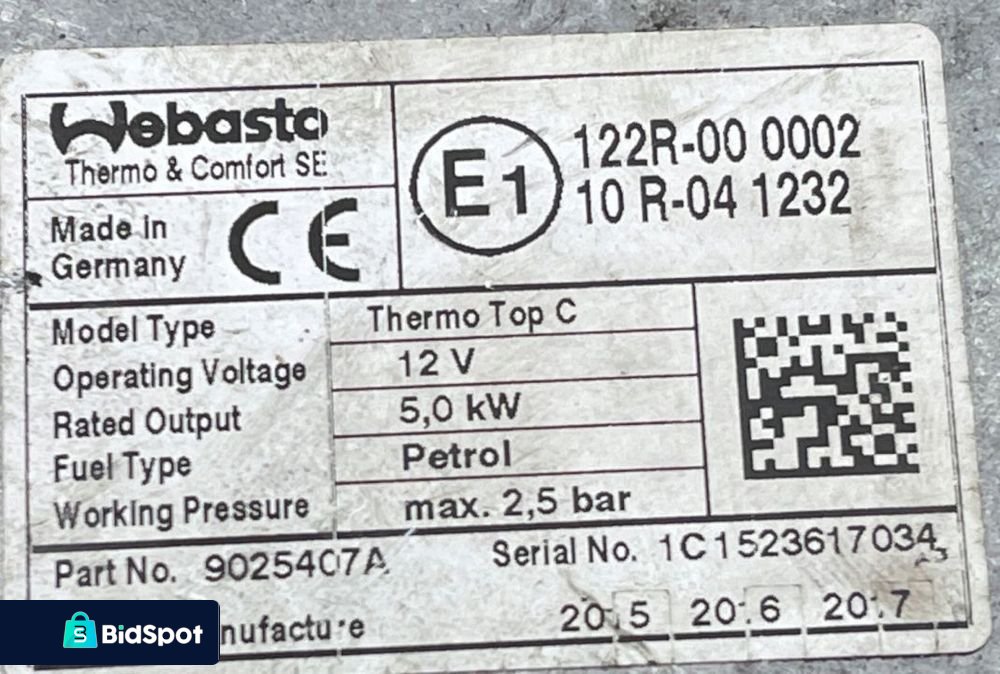 Webasto
Thermo & Comfort SE
E1
122R-00 0002
10 R-04 1232
Made in
Germany
CE
Model Type Thermo Top C
Operating Voltage 12 V
Rated Output 5,0 kW
Fuel Type Petrol
Working Pressure max. 2,5 bar
Part No. 9025407A
Serial No. 1C1523617034
nufacture 2015 2016 2017
BidSpot